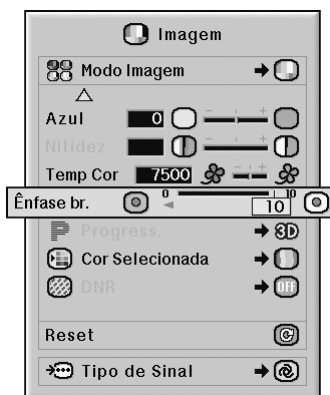 Imagem
Modo Imagem
Azul 0 - +
Nitidez - +
Temp Cor 7500 - +
Ênfase br. 0 10 10
P Progress. 3D
Cor Selecionada
DNR OFF
Reset
Tipo de Sinal